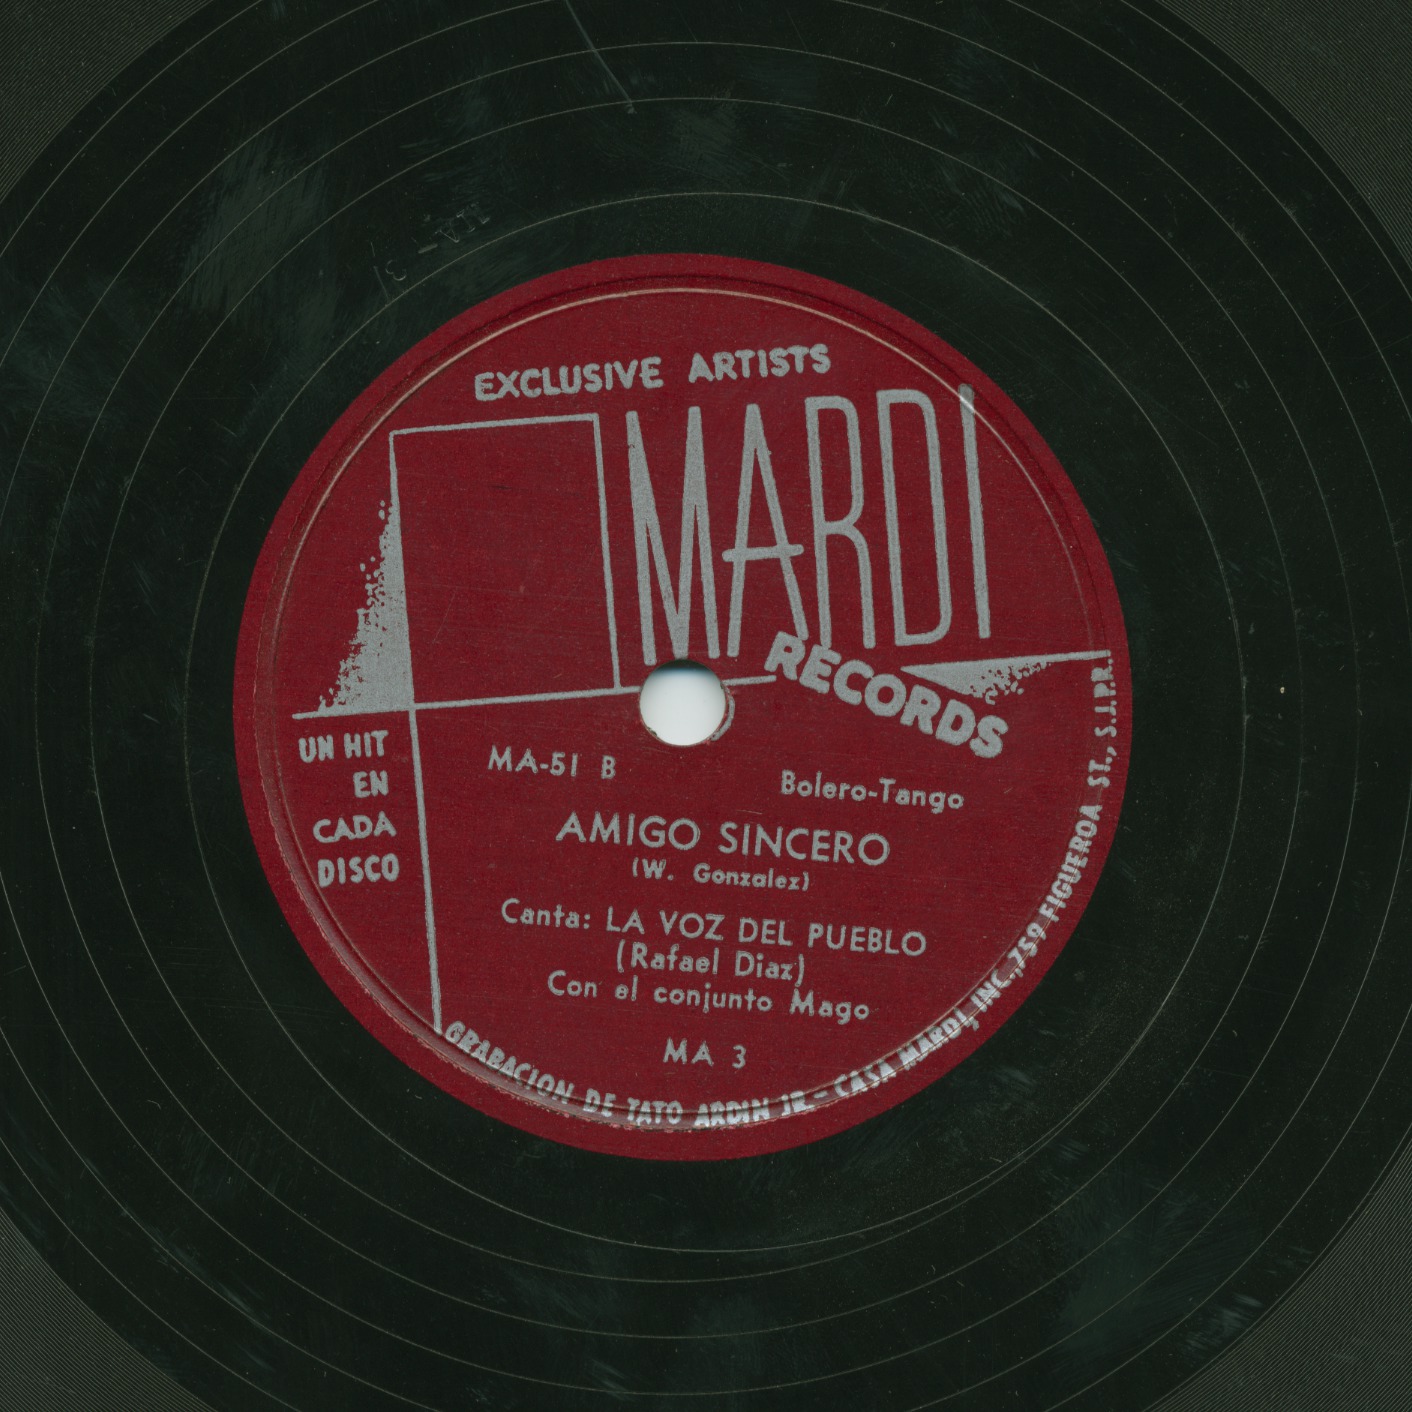 EXCLUSIVE ARTISTS
MARDI
RECORDS
UN HIT
EN
CADA
DISCO
MA-51 B
Bolero-Tango
AMIGO SINCERO
(W. Gonzalez)
Canta: LA VOZ DEL PUEBLO
(Rafael Diaz)
Con el conjunto Mago
MA 3
GRABACION DE TATO ARDIN JR. - CASA MARDI, INC., 759 FIGUEROA ST., S.J.P.R.